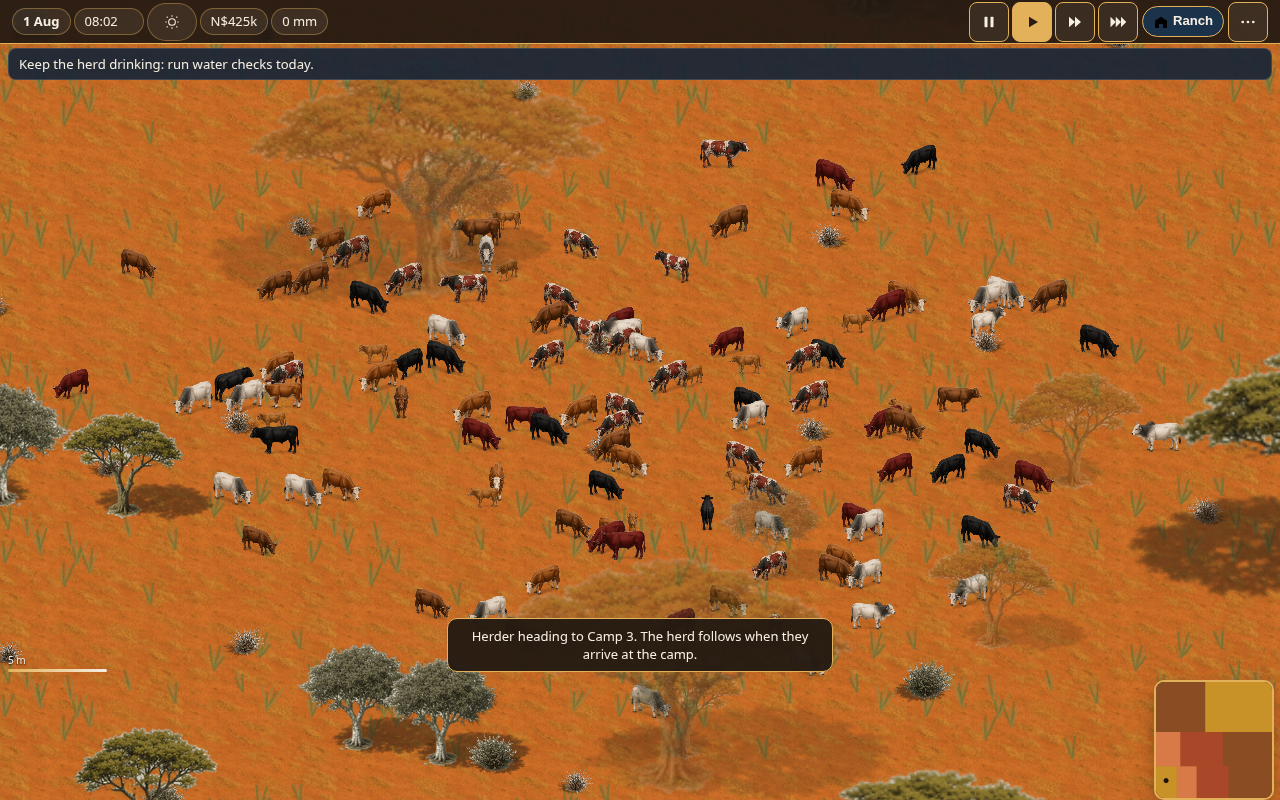 1 Aug 08:02 N$425k 0 mm Ranch
Keep the herd drinking: run water checks today.
Herder heading to Camp 3. The herd follows when they
arrive at the camp.
5 m